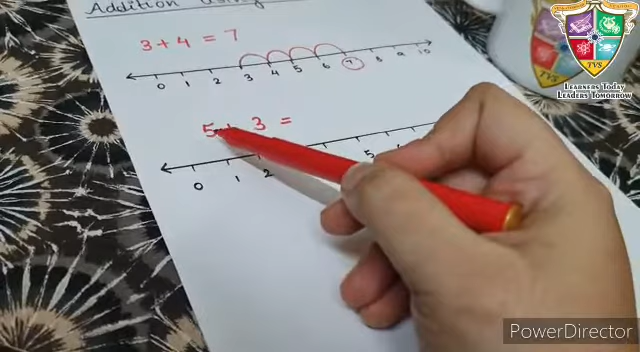 Addition Using
3 + 4 = 7
0 1 2 3 4 5 6 7 8 9 10
5 + 3 =
0 1 2 5
TVS
LEARNERS TODAY
LEADERS TOMORROW
PowerDirector